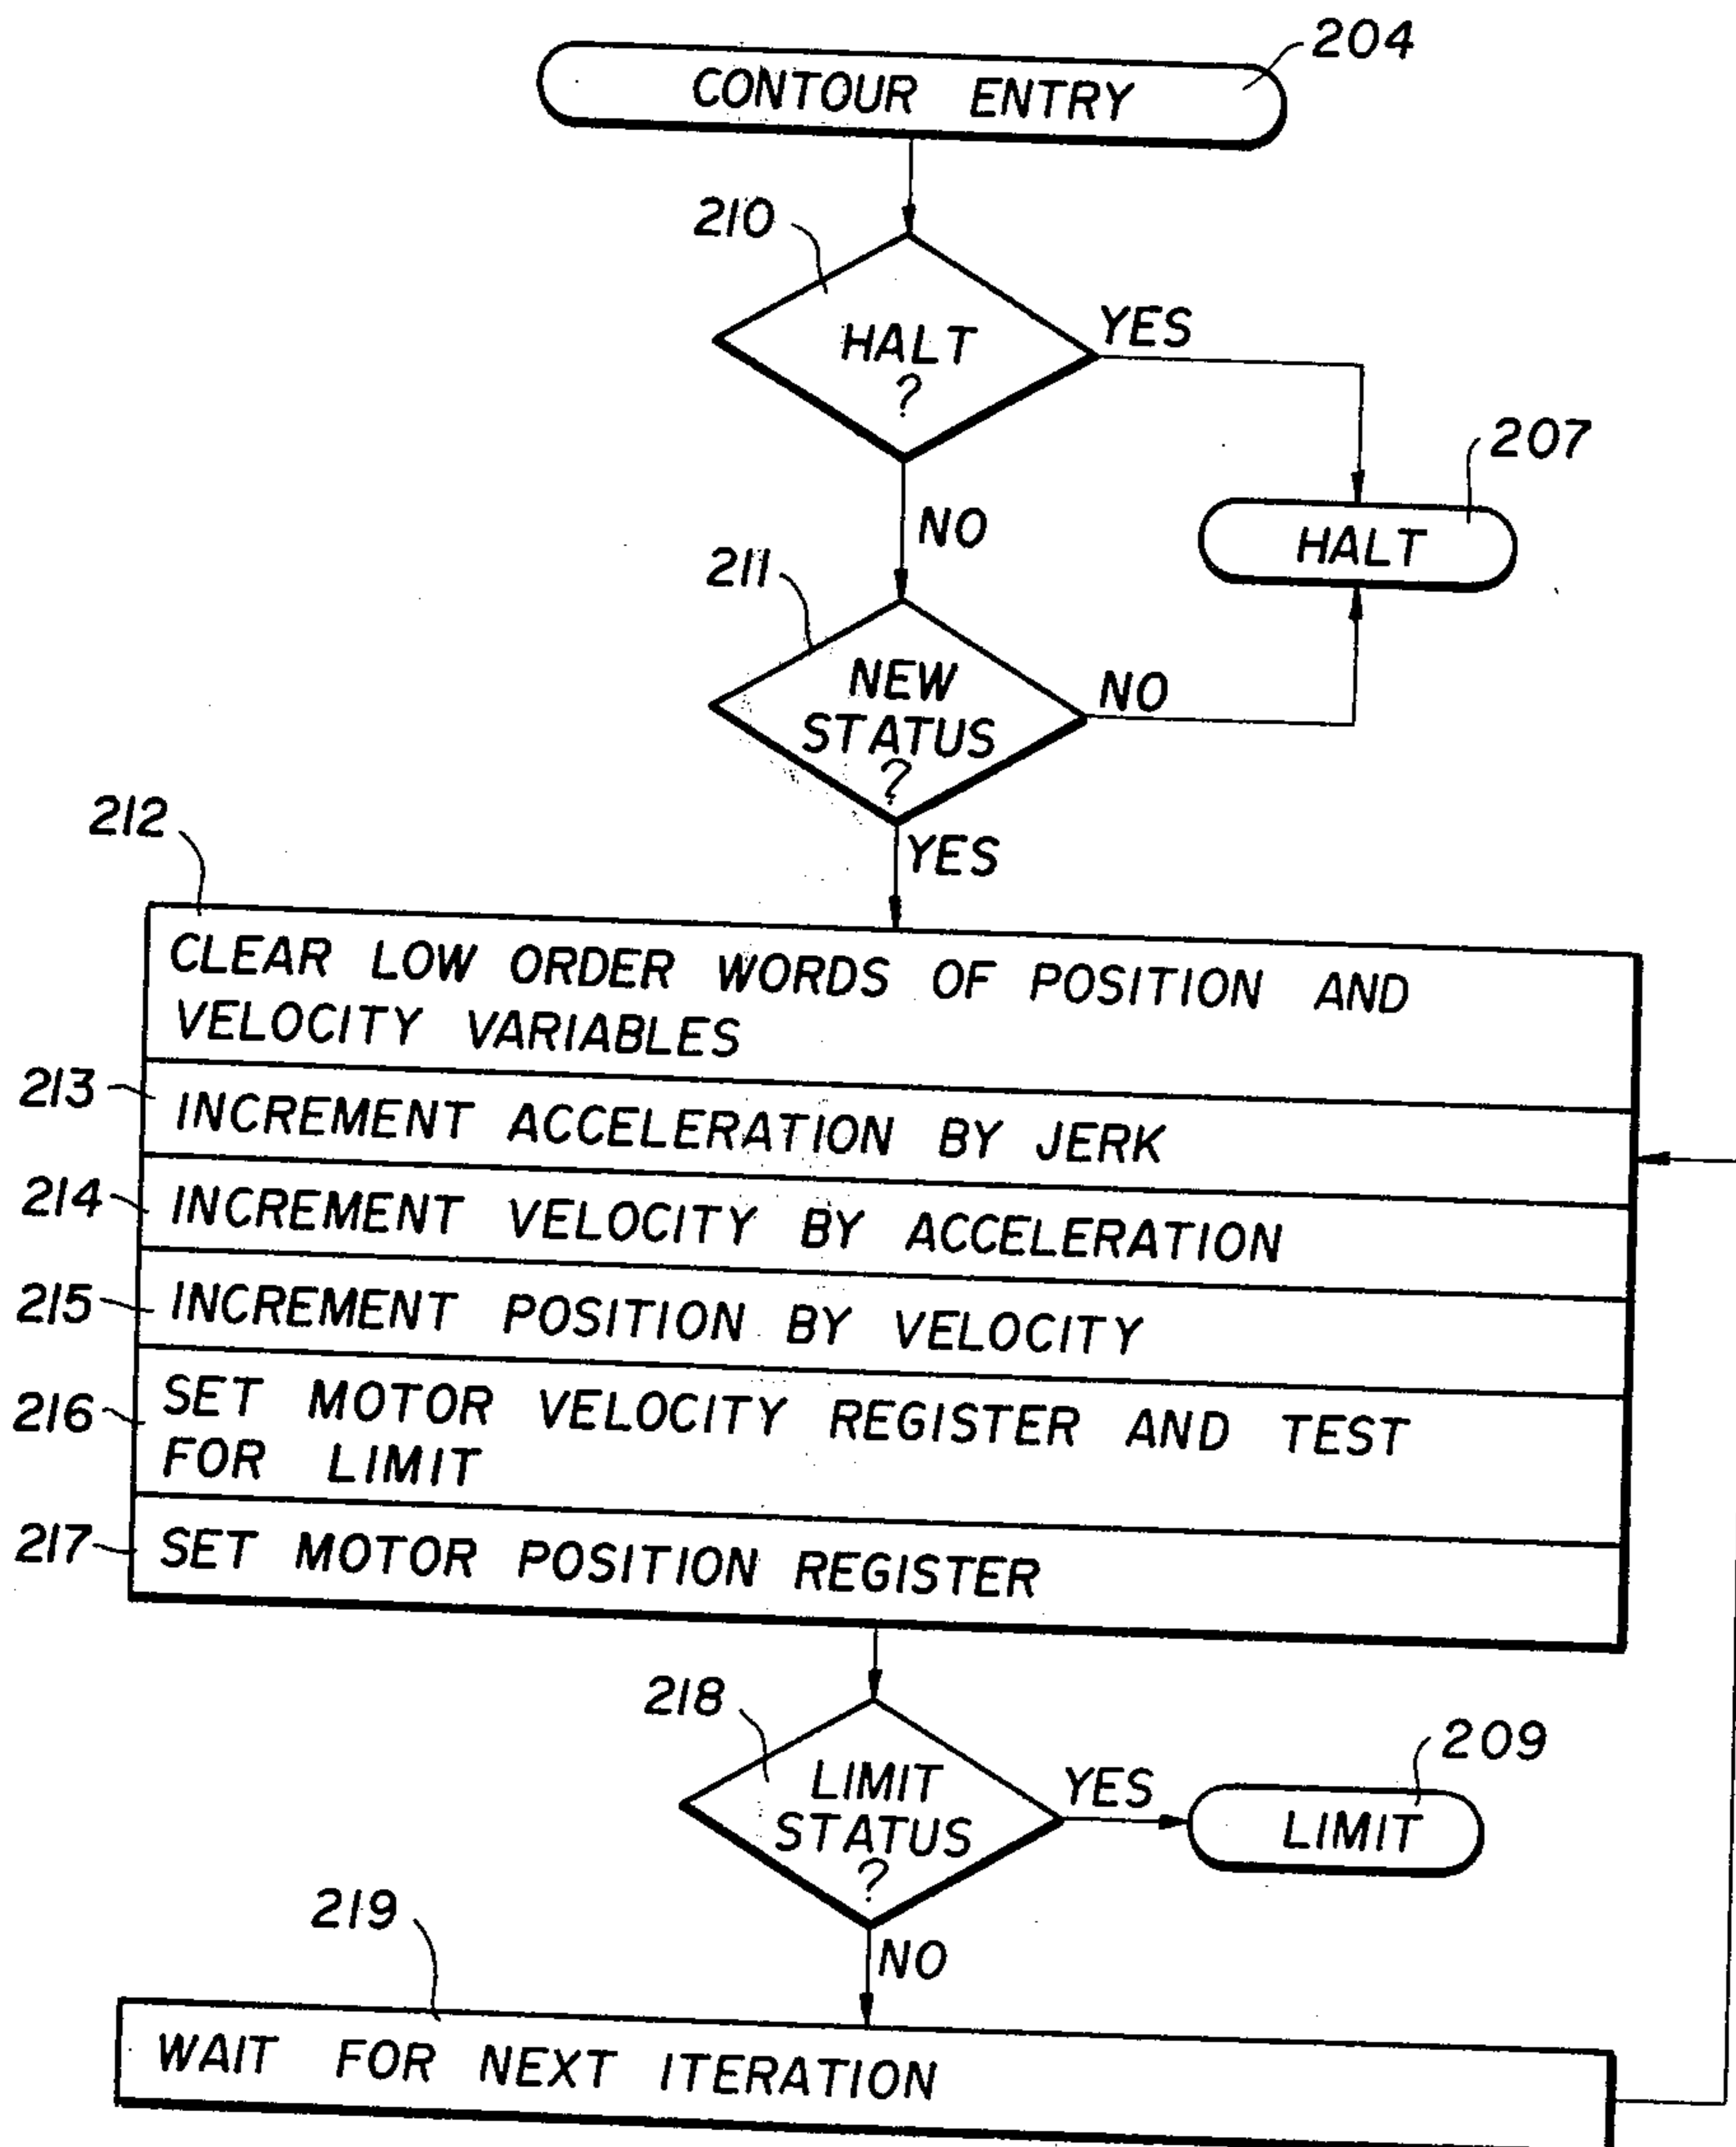 204
CONTOUR ENTRY
210
HALT
?
YES
207
HALT
NO
211
NEW
STATUS
?
NO
YES
212
CLEAR LOW ORDER WORDS OF POSITION AND
VELOCITY VARIABLES
213
INCREMENT ACCELERATION BY JERK
214
INCREMENT VELOCITY BY ACCELERATION
215
INCREMENT POSITION BY VELOCITY
216
SET MOTOR VELOCITY REGISTER AND TEST
FOR LIMIT
217
SET MOTOR POSITION REGISTER
218
LIMIT
STATUS
?
YES
209
LIMIT
NO
219
WAIT FOR NEXT ITERATION